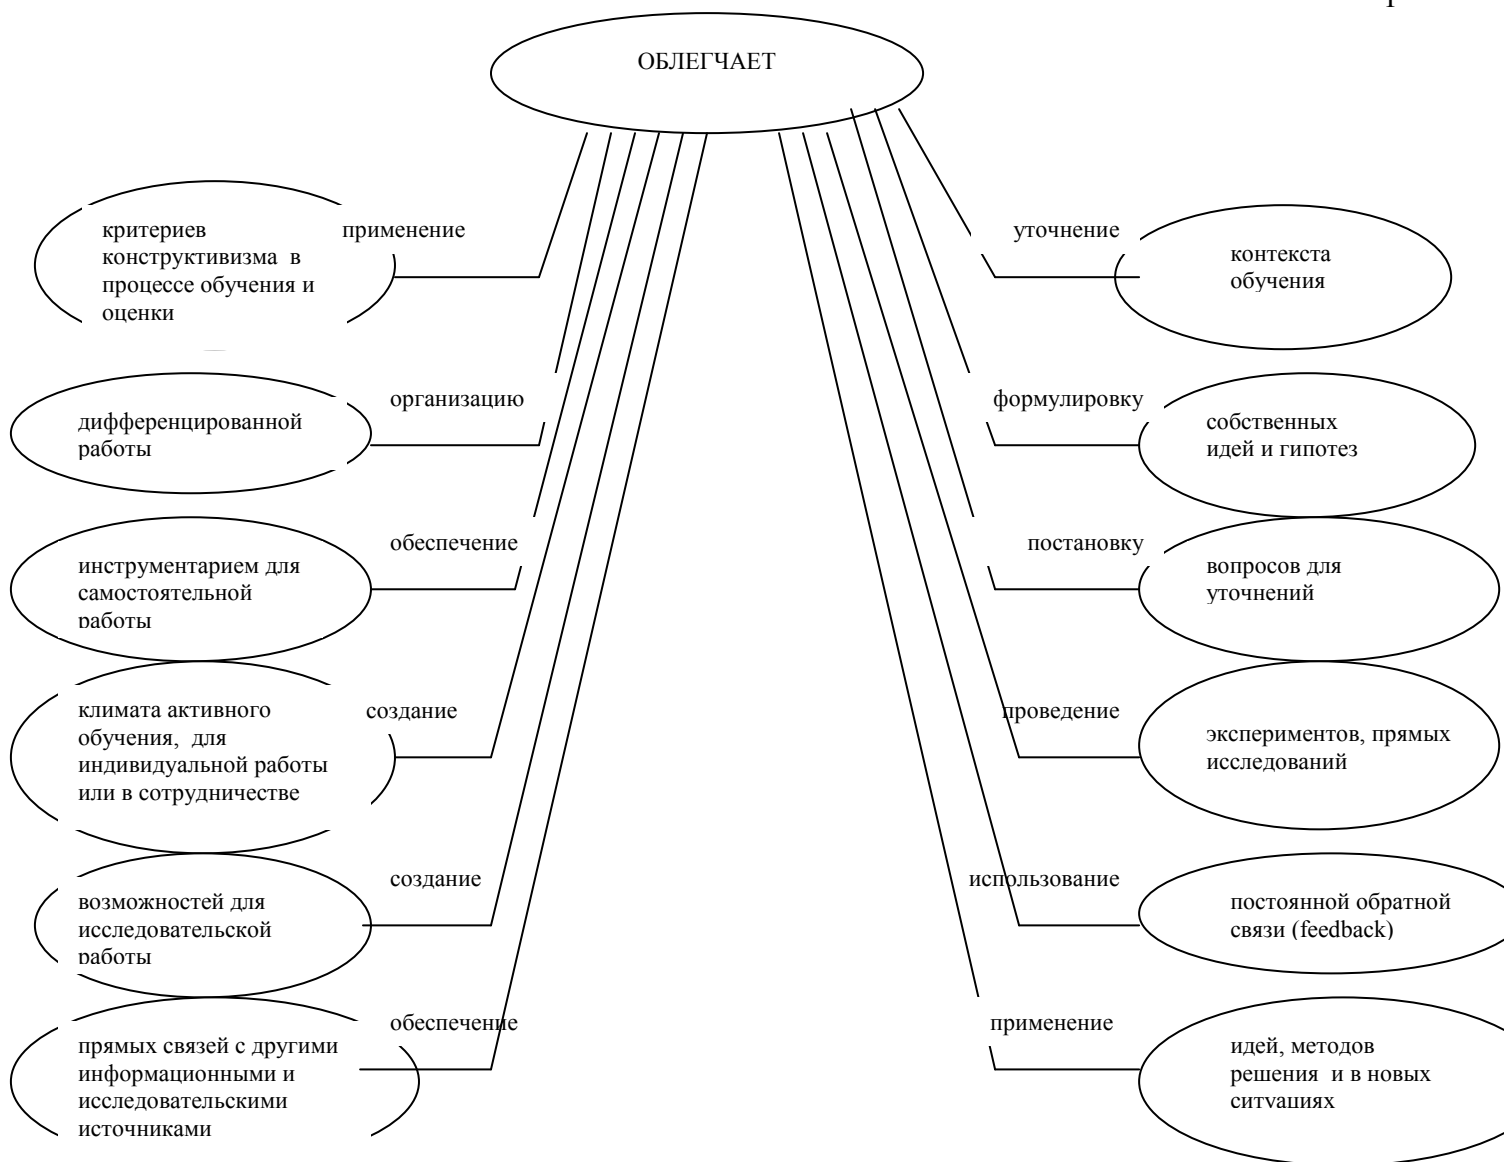 ОБЛЕГЧАЕТ
применение
критериев
конструктивизма в
процессе обучения и
оценки
организацию
дифференцированной
работы
обеспечение
инструментарием для
самостоятельной
работы
создание
климата активного
обучения, для
индивидуальной работы
или в сотрудничестве
создание
возможностей для
исследовательской
работы
обеспечение
прямых связей с другими
информационными и
исследовательскими
источниками
уточнение
контекста
обучения
формулировку
собственных
идей и гипотез
постановку
вопросов для
уточнений
проведение
экспериментов, прямых
исследований
использование
постоянной обратной
связи (feedback)
применение
идей, методов
решения и в новых
ситуациях